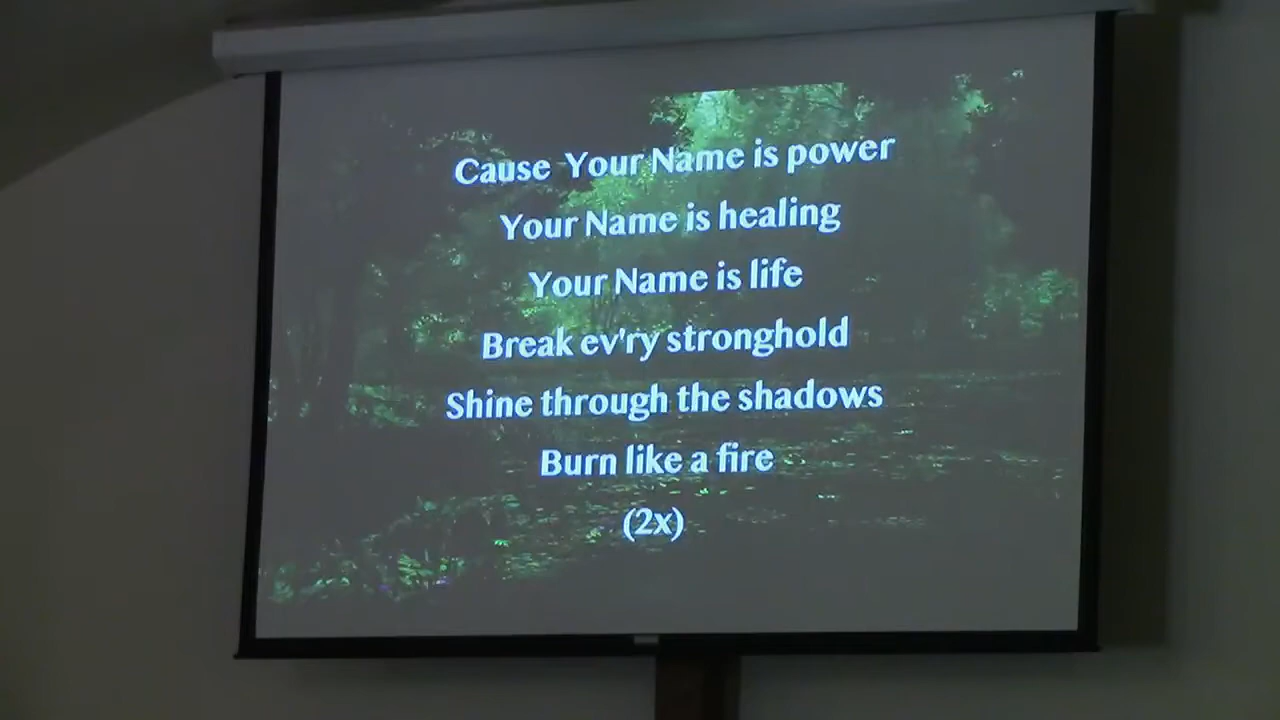 Cause Your Name is power
Your Name is healing
Your Name is life
Break ev'ry stronghold
Shine through the shadows
Burn like a fire
(2x)